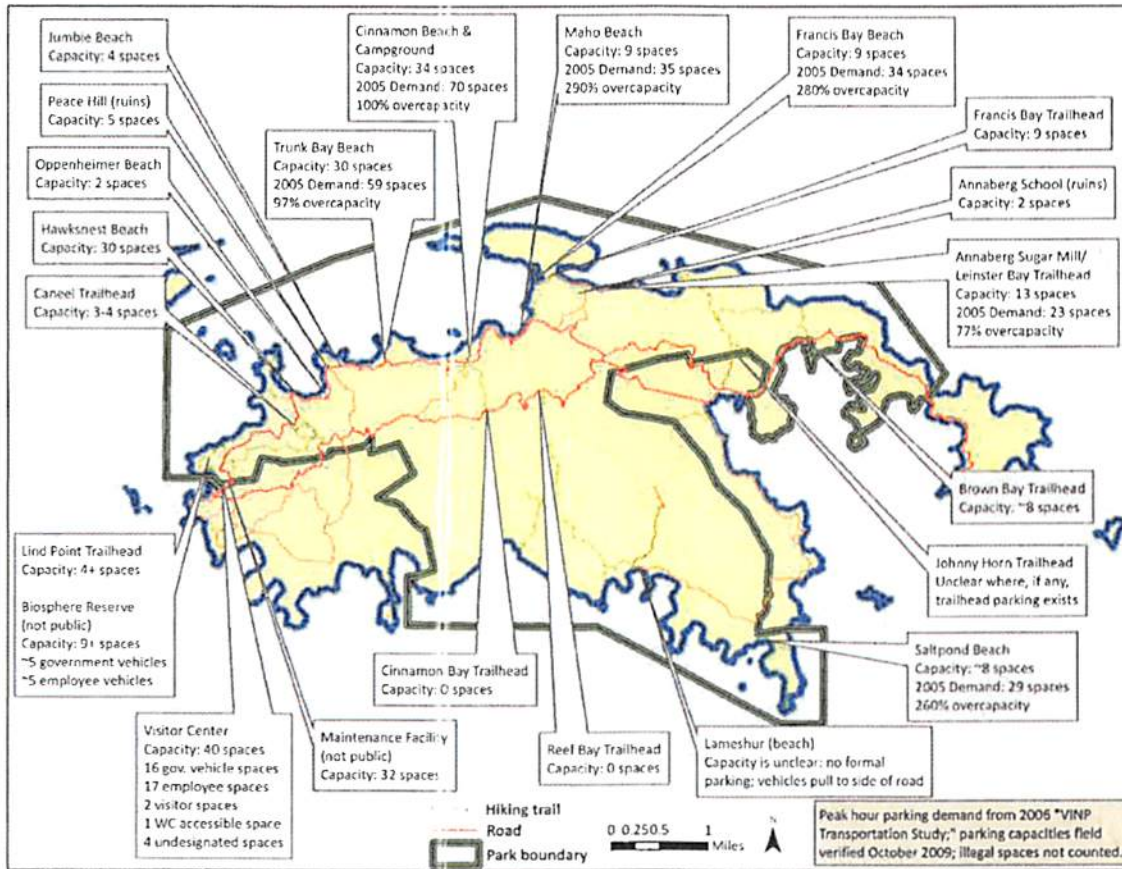 Jumbie Beach
Capacity: 4 spaces
Peace Hill (ruins)
Capacity: 5 spaces
Oppenheimer Beach
Capacity: 2 spaces
Hawksnest Beach
Capacity: 30 spaces
Caneel Trailhead
Capacity: 3-4 spaces
Trunk Bay Beach
Capacity: 30 spaces
2005 Demand: 59 spaces
97% overcapacity
Cinnamon Beach &
Campground
Capacity: 34 spaces
2005 Demand: 70 spaces
100% overcapacity
Maho Beach
Capacity: 9 spaces
2005 Demand: 35 spaces
290% overcapacity
Francis Bay Beach
Capacity: 9 spaces
2005 Demand: 34 spaces
280% overcapacity
Francis Bay Trailhead
Capacity: 9 spaces
Annaberg School (ruins)
Capacity: 2 spaces
Annaberg Sugar Mill/
Leinster Bay Trailhead
Capacity: 13 spaces
2005 Demand: 23 spaces
77% overcapacity
Brown Bay Trailhead
Capacity: ~8 spaces
Johnny Horn Trailhead
Unclear where, if any,
trailhead parking exists
Saltpond Beach
Capacity: ~8 spaces
2005 Demand: 29 spaces
260% overcapacity
Lind Point Trailhead
Capacity: 4+ spaces
Biosphere Reserve
(not public)
Capacity: 9+ spaces
~5 government vehicles
~5 employee vehicles
Visitor Center
Capacity: 40 spaces
16 gov. vehicle spaces
17 employee spaces
2 visitor spaces
1 WC accessible space
4 undesignated spaces
Maintenance Facility
(not public)
Capacity: 32 spaces
Cinnamon Bay Trailhead
Capacity: 0 spaces
Reef Bay Trailhead
Capacity: 0 spaces
Lameshur (beach)
Capacity is unclear: no formal
parking; vehicles pull to side of road
Hiking trail
Road
Park boundary
0 0.250.5 1
Miles
N
Peak hour parking demand from 2006 "VINP
Transportation Study;" parking capacities field
verified October 2009; illegal spaces not counted.